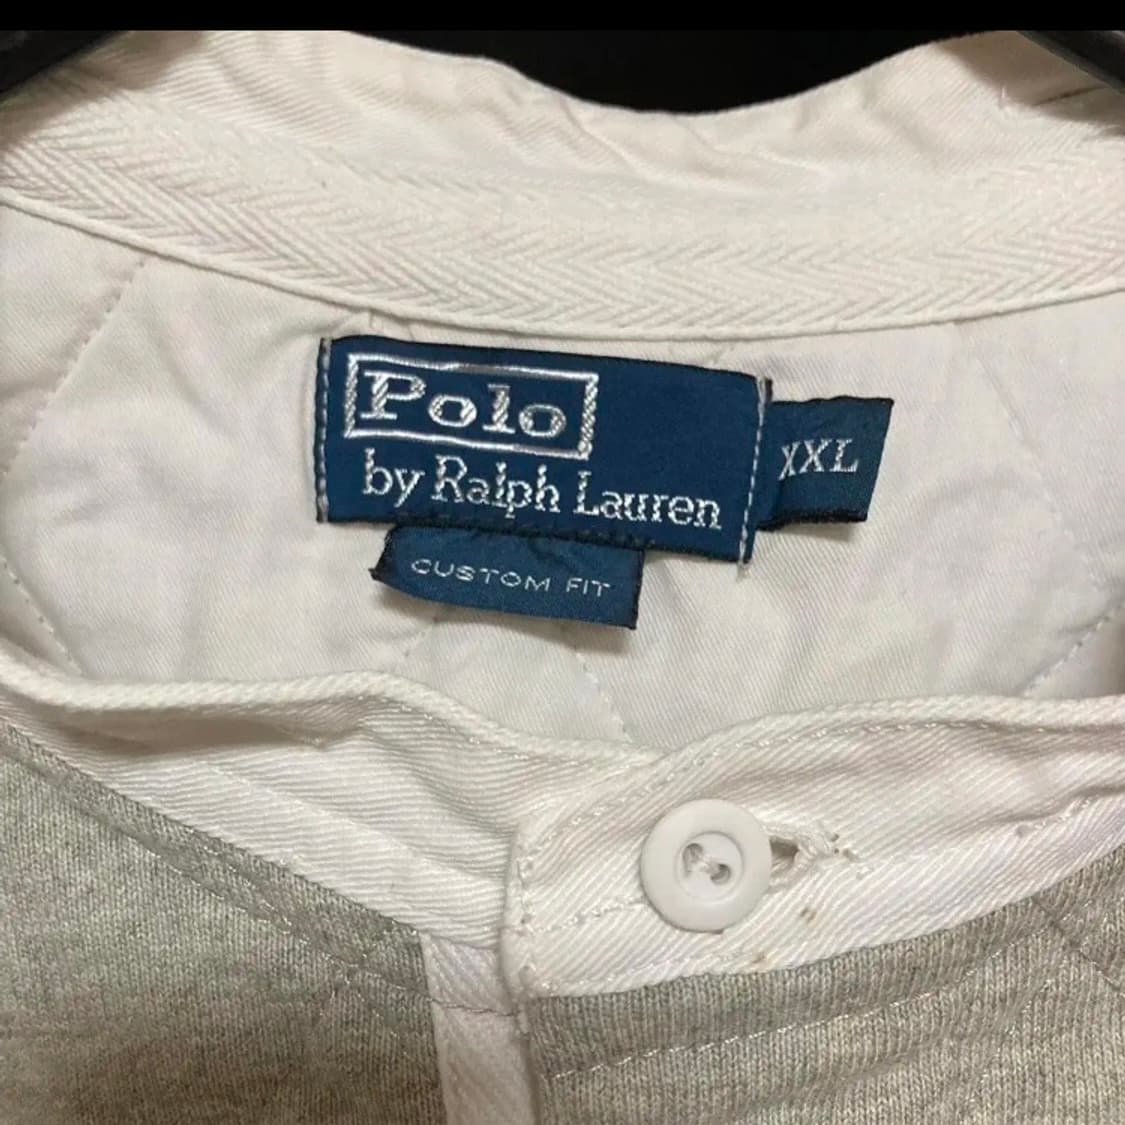 Polo
by Ralph Lauren
XXL
CUSTOM FIT